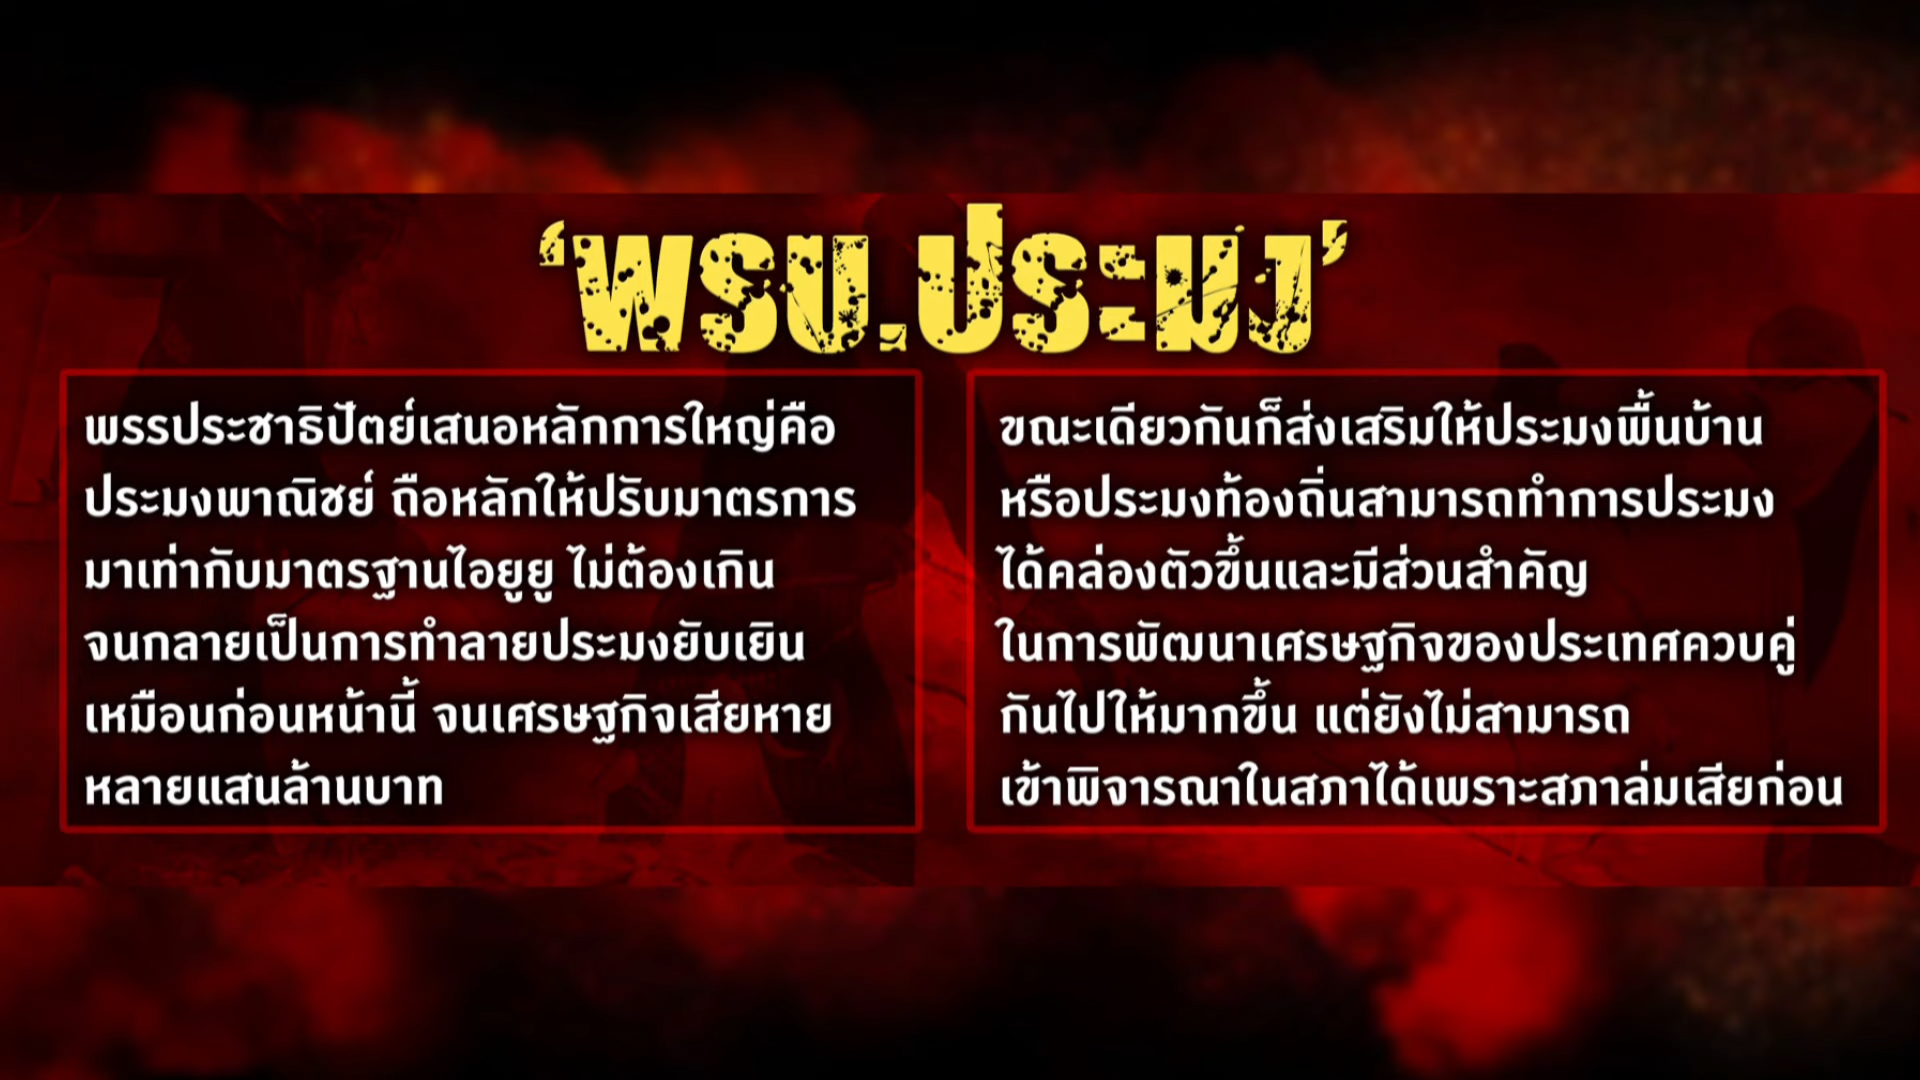 ‘พรบ.ประมง’
พรรประชาธิปัตย์เสนอหลักการใหญ่คือ
ประมงพาณิชย์ ถือหลักให้ปรับมาตรการ
มาเท่ากับมาตรฐานไอยูยู ไม่ต้องเกิน
จนกลายเป็นการทำลายประมงยับเยิน
เหมือนก่อนหน้านี้ จนเศรษฐกิจเสียหาย
หลายแสนล้านบาท
ขณะเดียวกันก็ส่งเสริมให้ประมงพื้นบ้าน
หรือประมงท้องถิ่นสามารถทำการประมง
ได้คล่องตัวขึ้นและมีส่วนสำคัญ
ในการพัฒนาเศรษฐกิจของประเทศควบคู่
กันไปให้มากขึ้น แต่ยังไม่สามารถ
เข้าพิจารณาในสภาได้เพราะสภาล่มเสียก่อน